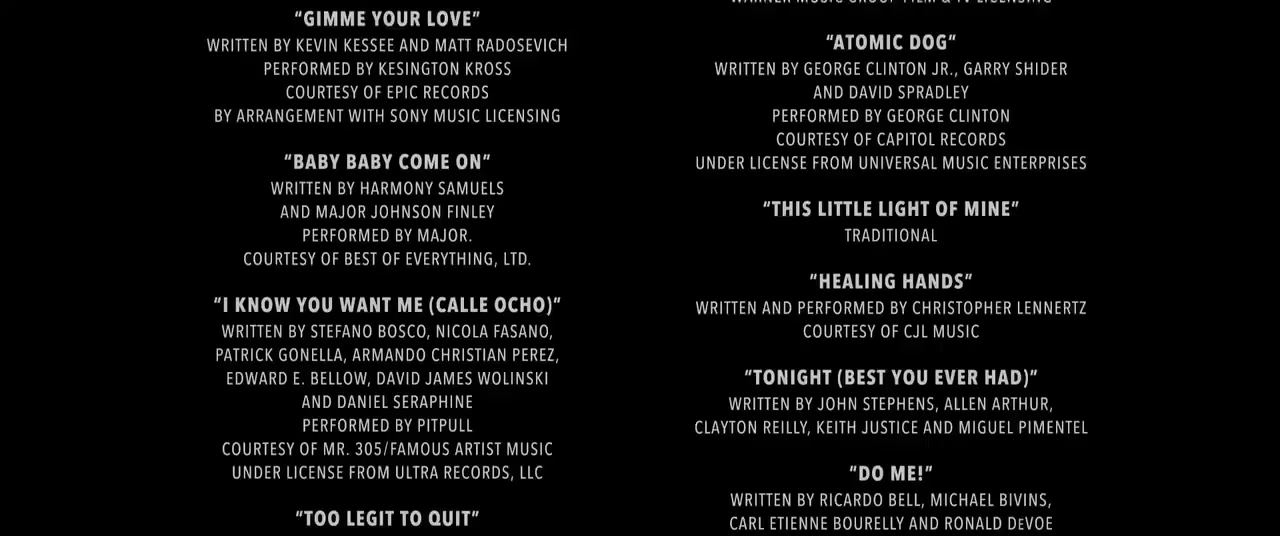 “GIMME YOUR LOVE”
WRITTEN BY KEVIN KESSEE AND MATT RADOSEVICH
PERFORMED BY KESINGTON KROSS
COURTESY OF EPIC RECORDS
BY ARRANGEMENT WITH SONY MUSIC LICENSING
“BABY BABY COME ON”
WRITTEN BY HARMONY SAMUELS
AND MAJOR JOHNSON FINLEY
PERFORMED BY MAJOR.
COURTESY OF BEST OF EVERYTHING, LTD.
“I KNOW YOU WANT ME (CALLE OCHO)”
WRITTEN BY STEFANO BOSCO, NICOLA FASANO,
PATRICK GONELLA, ARMANDO CHRISTIAN PEREZ,
EDWARD E. BELLOW, DAVID JAMES WOLINSKI
AND DANIEL SERAPHINE
PERFORMED BY PITPULL
COURTESY OF MR. 305/FAMOUS ARTIST MUSIC
UNDER LICENSE FROM ULTRA RECORDS, LLC
“TOO LEGIT TO QUIT”
WARNER MUSIC GROUP FILM & TV LICENSING
“ATOMIC DOG”
WRITTEN BY GEORGE CLINTON JR., GARRY SHIDER
AND DAVID SPRADLEY
PERFORMED BY GEORGE CLINTON
COURTESY OF CAPITOL RECORDS
UNDER LICENSE FROM UNIVERSAL MUSIC ENTERPRISES
“THIS LITTLE LIGHT OF MINE”
TRADITIONAL
“HEALING HANDS”
WRITTEN AND PERFORMED BY CHRISTOPHER LENNERTZ
COURTESY OF CJL MUSIC
“TONIGHT (BEST YOU EVER HAD)”
WRITTEN BY JOHN STEPHENS, ALLEN ARTHUR,
CLAYTON REILLY, KEITH JUSTICE AND MIGUEL PIMENTEL
“DO ME!”
WRITTEN BY RICARDO BELL, MICHAEL BIVINS,
CARL ETIENNE BOURELLY AND RONALD DeVOE